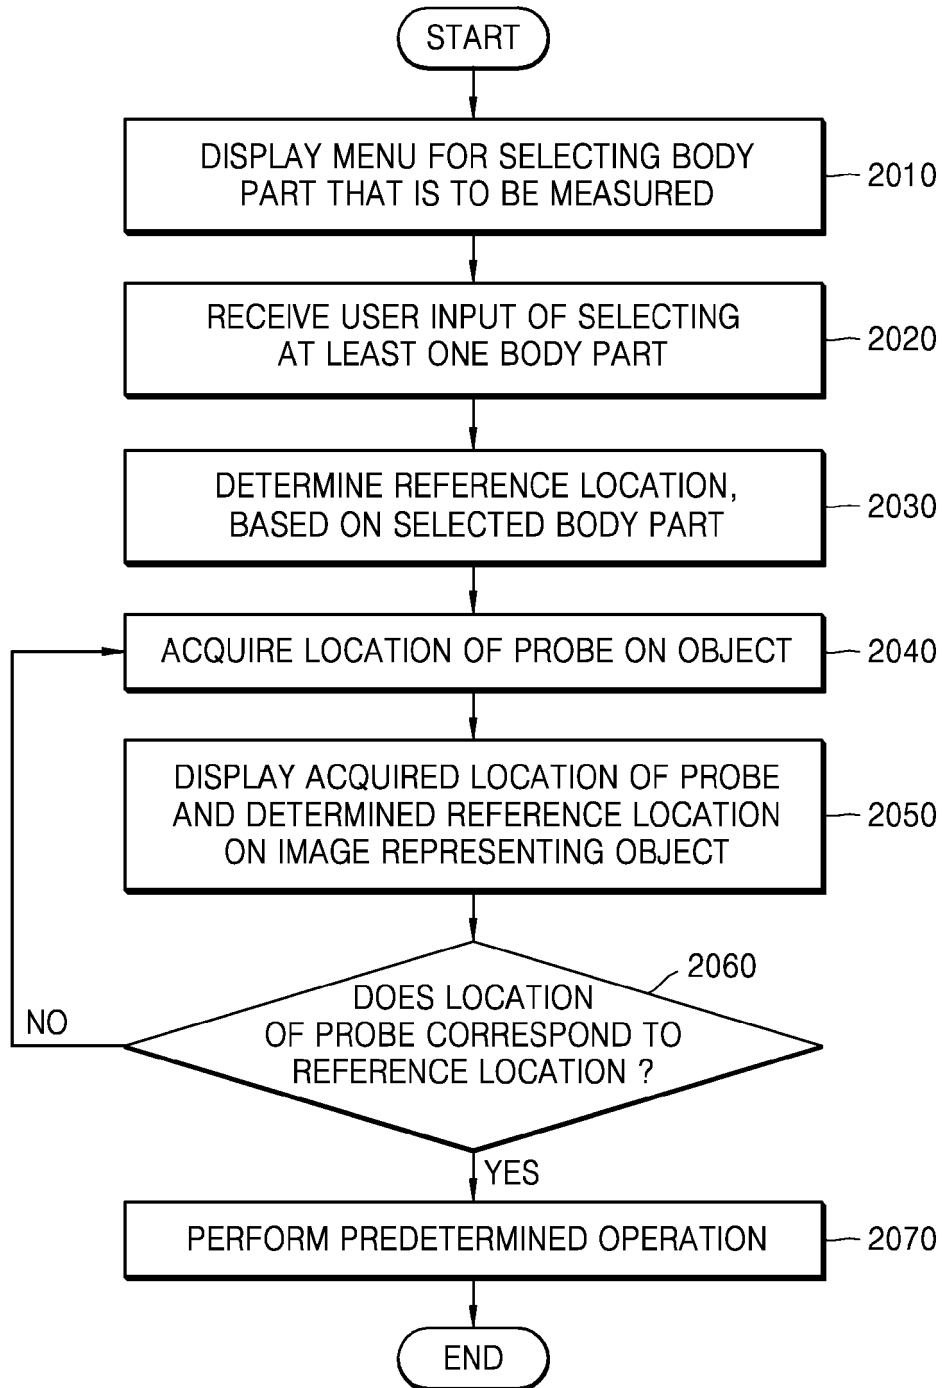 START
DISPLAY MENU FOR SELECTING BODY
PART THAT IS TO BE MEASURED
2010
RECEIVE USER INPUT OF SELECTING
AT LEAST ONE BODY PART
2020
DETERMINE REFERENCE LOCATION,
BASED ON SELECTED BODY PART
2030
ACQUIRE LOCATION OF PROBE ON OBJECT
2040
DISPLAY ACQUIRED LOCATION OF PROBE
AND DETERMINED REFERENCE LOCATION
ON IMAGE REPRESENTING OBJECT
2050
2060
DOES LOCATION
OF PROBE CORRESPOND TO
REFERENCE LOCATION ?
NO
YES
PERFORM PREDETERMINED OPERATION
2070
END